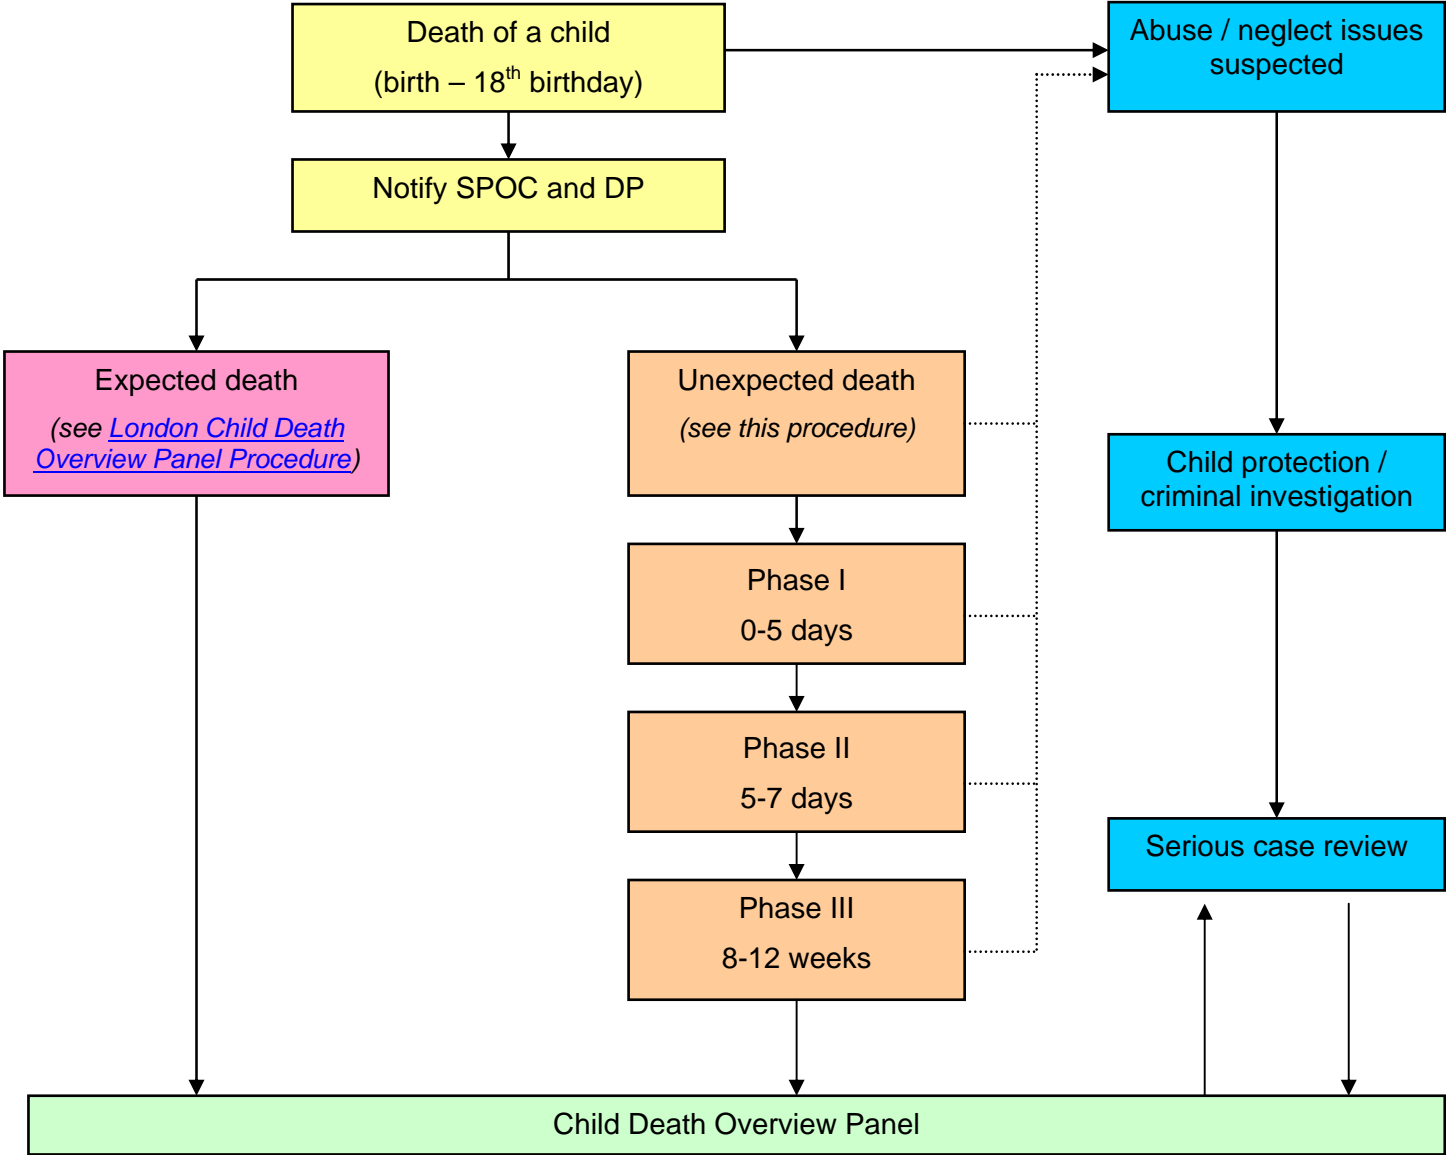 Death of a child
(birth – 18th birthday)
Abuse / neglect issues
suspected
Notify SPOC and DP
Expected death
(see London Child Death
Overview Panel Procedure)
Unexpected death
(see this procedure)
Child protection /
criminal investigation
Phase I
0-5 days
Phase II
5-7 days
Serious case review
Phase III
8-12 weeks
Child Death Overview Panel